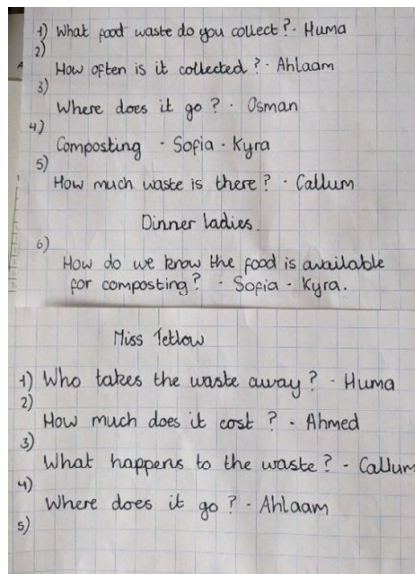 1) What food waste do you collect? - Huma
2)
How often is it collected? - Ahlaam
3)
Where does it go? - Osman
4)
Composting - Sofia - Kyra
5)
How much waste is there? - Callum
Dinner ladies.
6)
How do we know the food is available
for composting? - Sofia - Kyra.
Miss Tetlow
1) Who takes the waste away? - Huma
2)
How much does it cost? - Ahmed
3)
What happens to the waste? - Callum
4)
Where does it go? - Ahlaam
5)